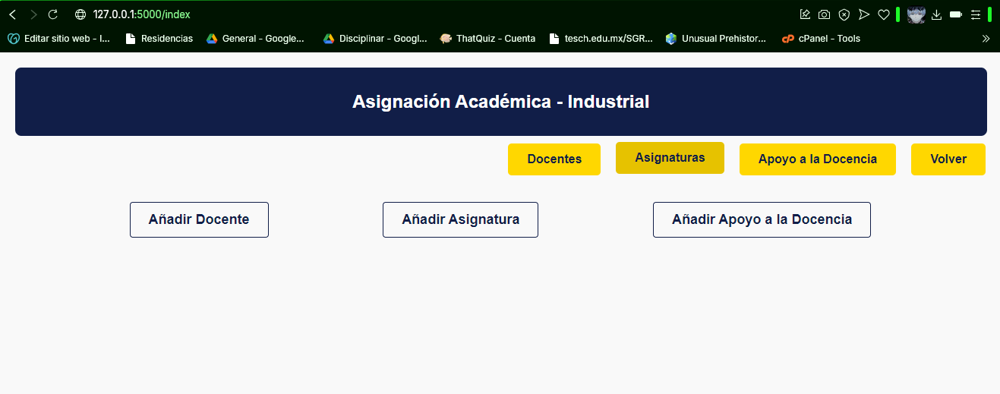 127.0.0.1:5000/index
Editar sitio web - I... Residencias General - Google... Disciplinar - Googl... ThatQuiz - Cuenta tesch.edu.mx/SGR... Unusual Prehistor... cPanel - Tools
Asignación Académica - Industrial
Docentes Asignaturas Apoyo a la Docencia Volver
Añadir Docente Añadir Asignatura Añadir Apoyo a la Docencia